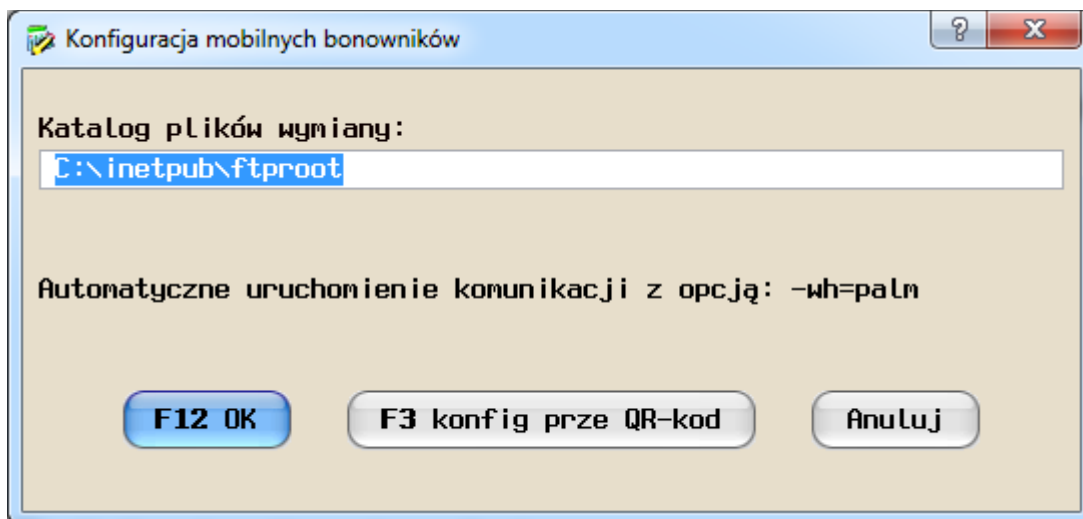 Konfiguracja mobilnych bonowników
Katalog plików wymiany:
C:\inetpub\ftproot
Automatyczne uruchomienie komunikacji z opcją: -wh=palm
F12 OK F3 konfig prze QR-kod Anuluj